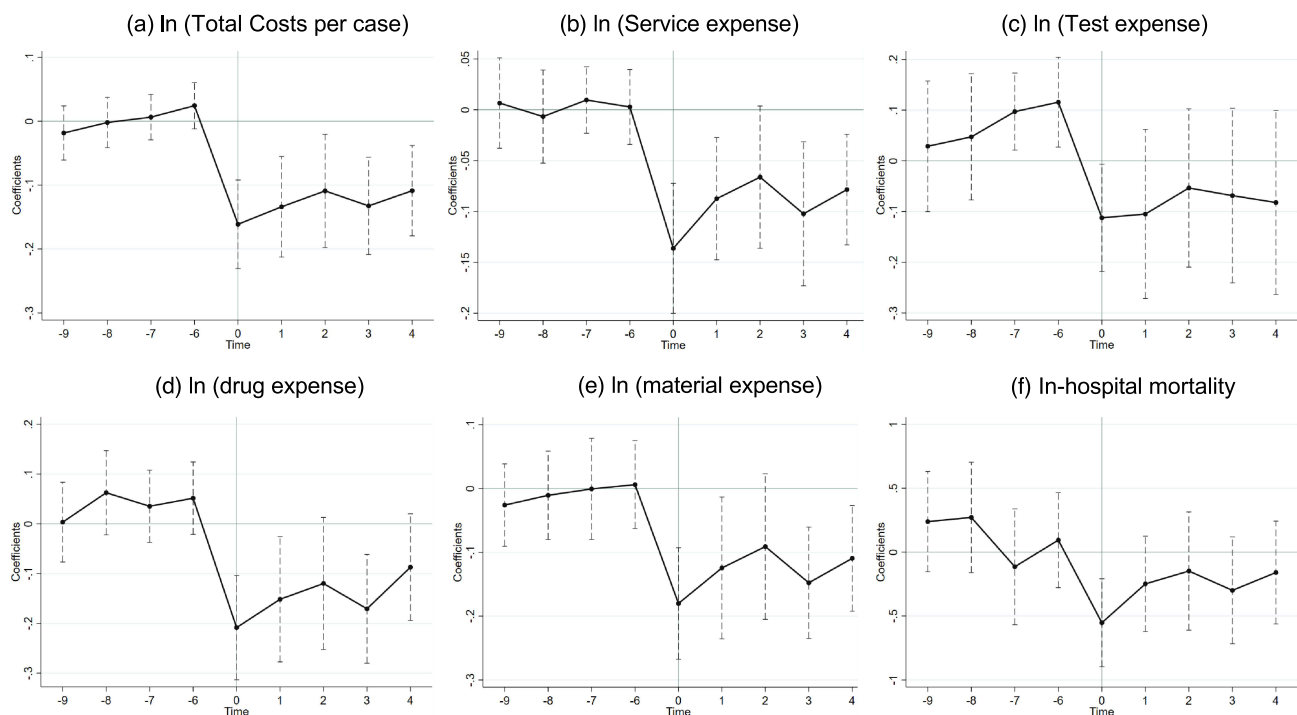 (a) ln (Total Costs per case)
Coefficients
.1
0
-.1
-.2
-.3
-9 -8 -7 -6 0 1 2 3 4
Time
(b) ln (Service expense)
Coefficients
.05
0
-.05
-.1
-.15
-.2
-9 -8 -7 -6 0 1 2 3 4
Time
(c) ln (Test expense)
Coefficients
.2
.1
0
-.1
-.2
-.3
-9 -8 -7 -6 0 1 2 3 4
Time
(d) ln (drug expense)
Coefficients
.2
.1
0
-.1
-.2
-.3
-9 -8 -7 -6 0 1 2 3 4
Time
(e) ln (material expense)
Coefficients
.1
0
-.1
-.2
-.3
-9 -8 -7 -6 0 1 2 3 4
Time
(f) In-hospital mortality
Coefficients
1
.5
0
-.5
-1
-9 -8 -7 -6 0 1 2 3 4
Time